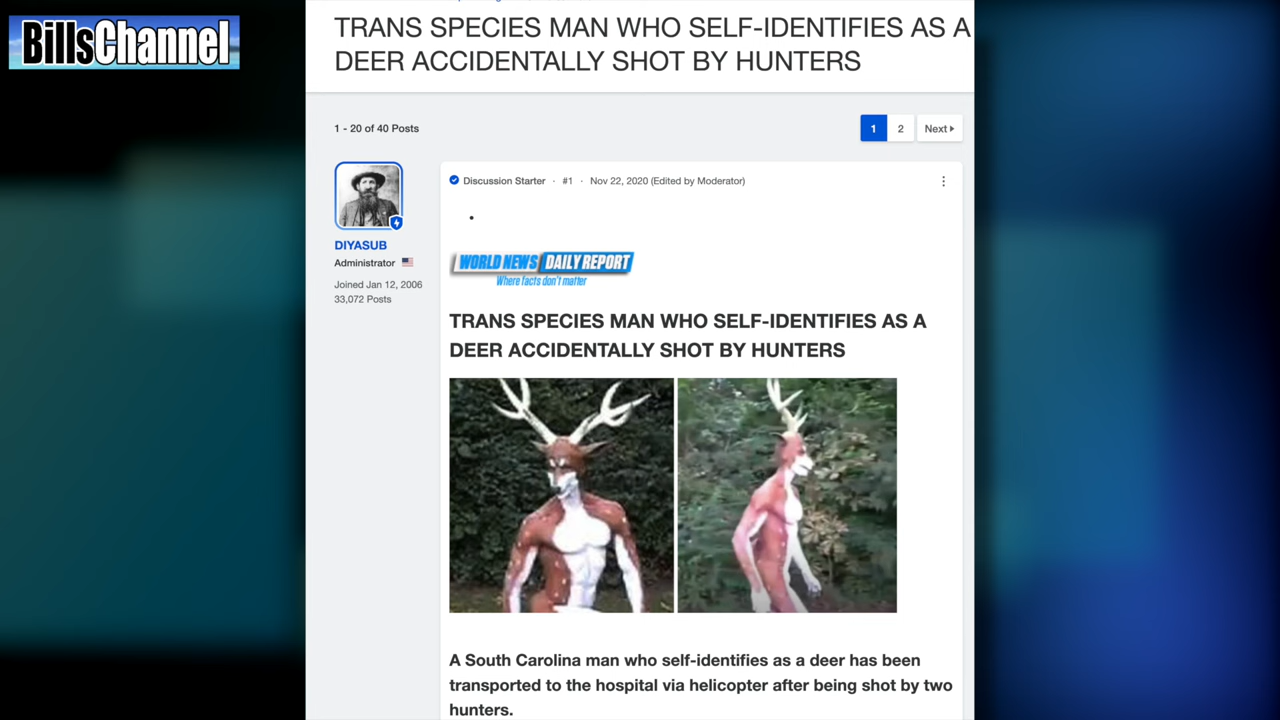 BillsChannel
TRANS SPECIES MAN WHO SELF-IDENTIFIES AS A
DEER ACCIDENTALLY SHOT BY HUNTERS
1 - 20 of 40 Posts
1
2
Next
DIYASUB
Administrator
Joined Jan 12, 2006
33,072 Posts
Discussion Starter · #1 · Nov 22, 2020 (Edited by Moderator)
•
WORLD NEWS DAILY REPORT
Where facts don't matter
TRANS SPECIES MAN WHO SELF-IDENTIFIES AS A
DEER ACCIDENTALLY SHOT BY HUNTERS
A South Carolina man who self-identifies as a deer has been
transported to the hospital via helicopter after being shot by two
hunters.